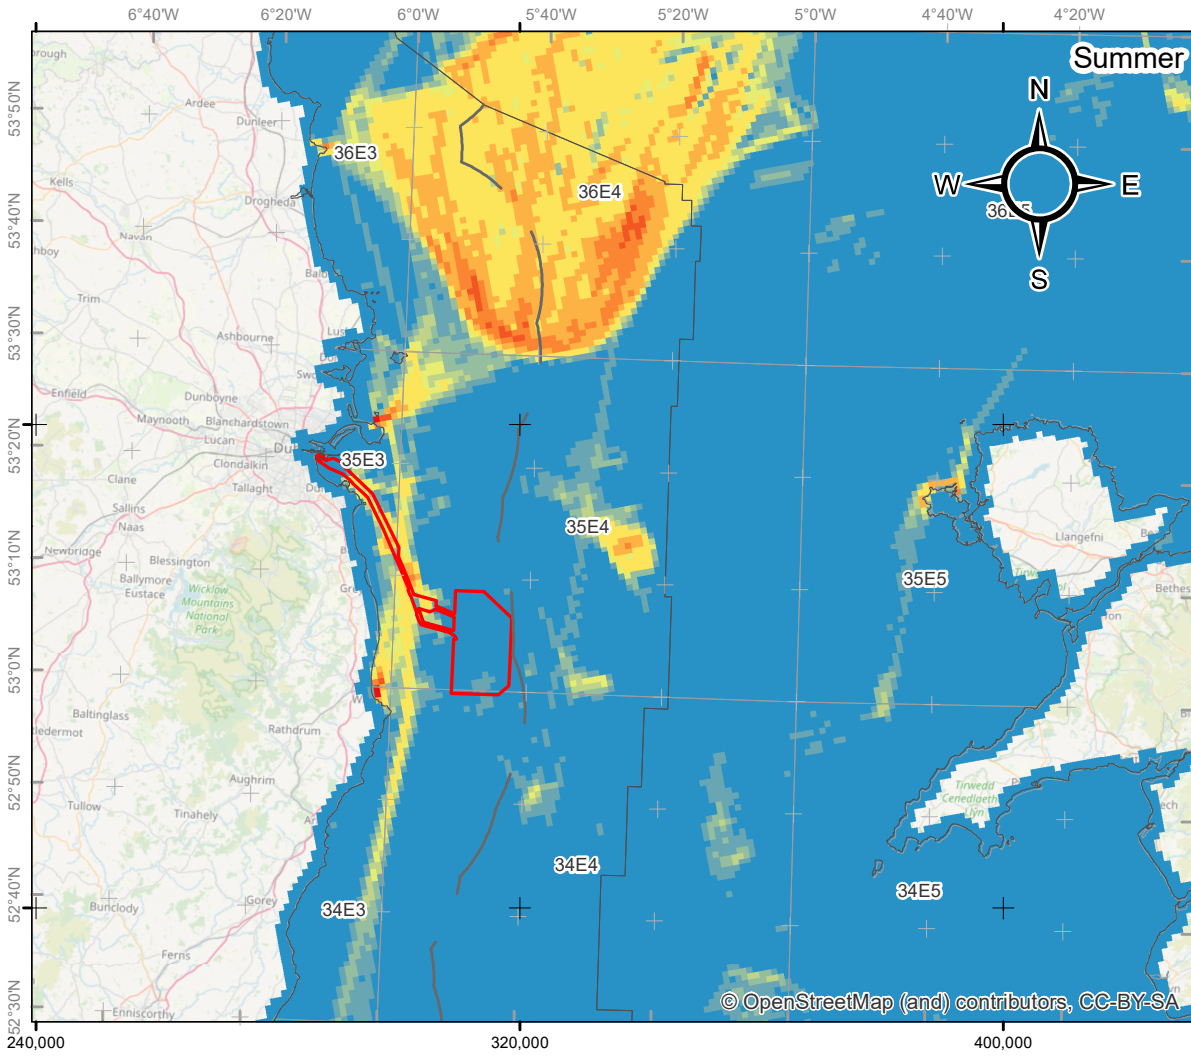 6°40'W 6°20'W 6°0'W 5°40'W 5°20'W 5°0'W 4°40'W 4°20'W
Summer
N
W E
S
53°50'N
53°40'N
53°30'N
53°20'N
53°10'N
53°0'N
52°50'N
52°40'N
52°30'N
Ardee
Dunleer
36E3
Kells
36E4
Drogheda
Navan
Trim
Ashbourne
Enfield
Dunboyne
Maynooth
Blanchardstown
Lucan
35E3
Clondalkin
Clane
Tallaght
Sallins
Naas
35E4
Newbridge
Blessington
Llangefni
Ballymore
Eustace
35E5
Wicklow
Mountains
National
Park
Baltinglass
Rathdrum
Aughrim
Tirwedd
Cenedlaethol
Llŷn
Tullow
Tinahely
34E4
34E5
Bunclody
Gorey
34E3
Ferns
Enniscorthy
© OpenStreetMap (and) contributors, CC-BY-SA
240,000 320,000 400,000